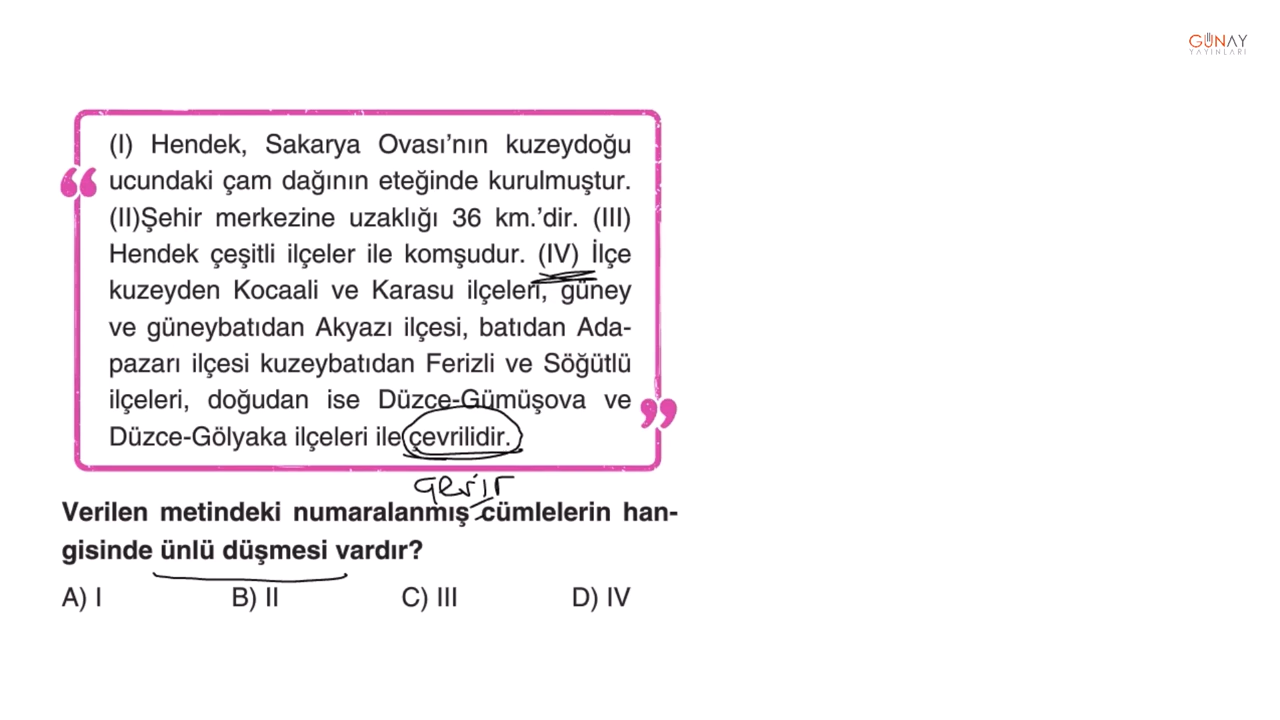 GÜNAY
YAYINLARI
(I) Hendek, Sakarya Ovası’nın kuzeydoğu
ucundaki çam dağının eteğinde kurulmuştur.
(II)Şehir merkezine uzaklığı 36 km.’dir. (III)
Hendek çeşitli ilçeler ile komşudur. (IV) İlçe
kuzeyden Kocaali ve Karasu ilçeleri, güney
ve güneybatıdan Akyazı ilçesi, batıdan Ada-
pazarı ilçesi kuzeybatıdan Ferizli ve Söğütlü
ilçeleri, doğudan ise Düzce-Gümüşova ve
Düzce-Gölyaka ilçeleri ile çevrilidir.
çevir
Verilen metindeki numaralanmış cümlelerin han-
gisinde ünlü düşmesi vardır?
A) I B) II C) III D) IV